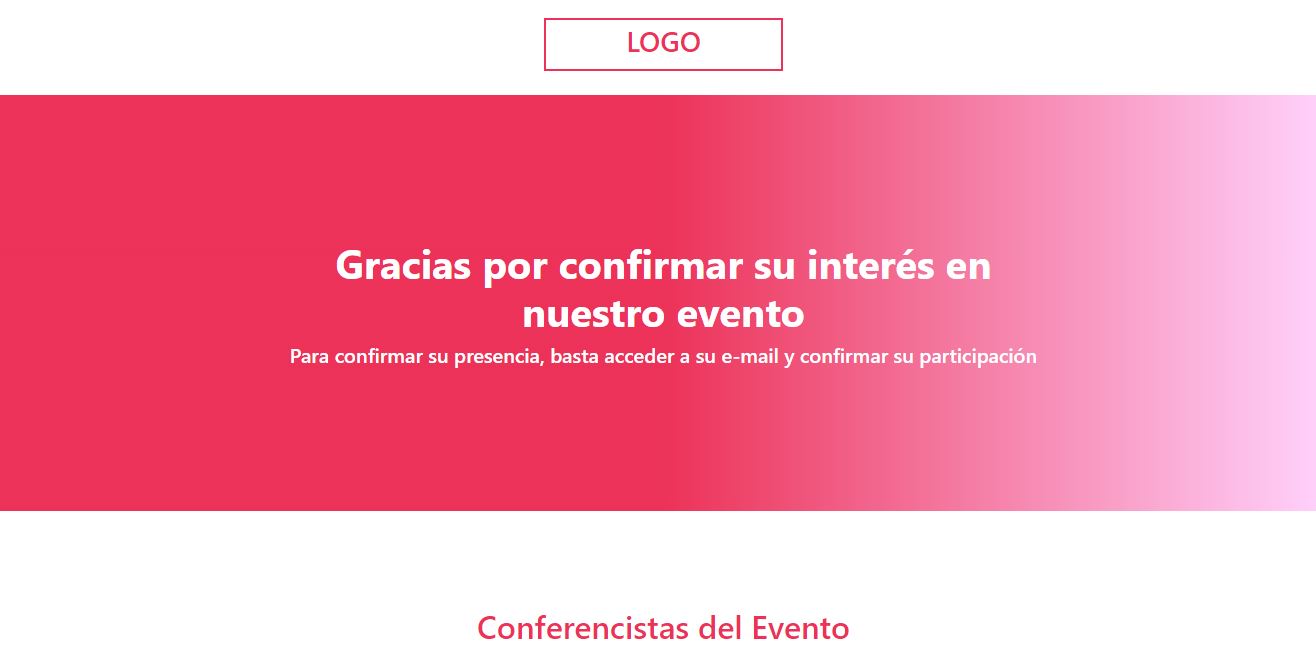 LOGO
Gracias por confirmar su interés en
nuestro evento
Para confirmar su presencia, basta acceder a su e-mail y confirmar su participación
Conferencistas del Evento